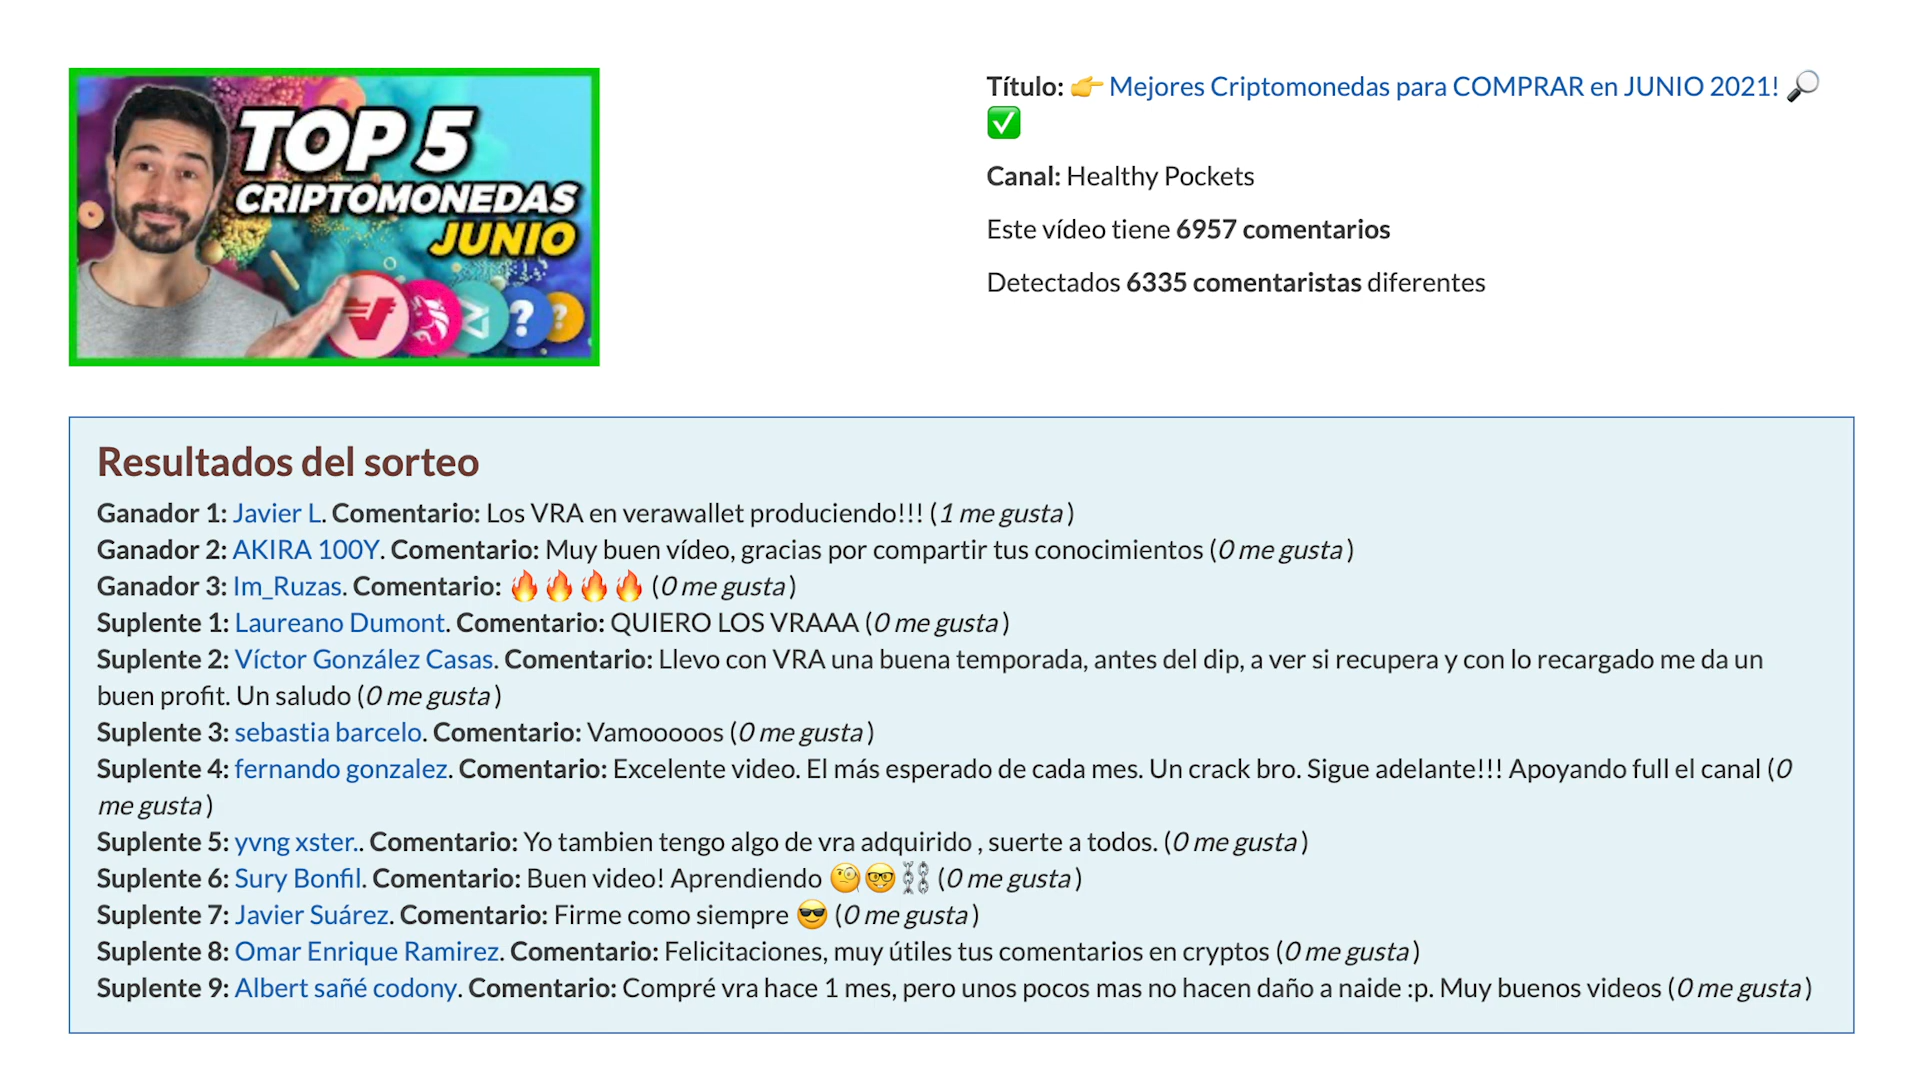 TOP 5
CRIPTOMONEDAS
JUNIO
? ?
Título: 👉 Mejores Criptomonedas para COMPRAR en JUNIO 2021! 🔎
✅
Canal: Healthy Pockets
Este vídeo tiene 6957 comentarios
Detectados 6335 comentaristas diferentes
Resultados del sorteo
Ganador 1: Javier L. Comentario: Los VRA en verawallet produciendo!!! (1 me gusta )
Ganador 2: AKIRA 100Y. Comentario: Muy buen vídeo, gracias por compartir tus conocimientos (0 me gusta )
Ganador 3: Im_Ruzas. Comentario: 🔥🔥🔥🔥 (0 me gusta )
Suplente 1: Laureano Dumont. Comentario: QUIERO LOS VRAAA (0 me gusta )
Suplente 2: Víctor González Casas. Comentario: Llevo con VRA una buena temporada, antes del dip, a ver si recupera y con lo recargado me da un
buen profit. Un saludo (0 me gusta )
Suplente 3: sebastia barcelo. Comentario: Vamooooos (0 me gusta )
Suplente 4: fernando gonzalez. Comentario: Excelente video. El más esperado de cada mes. Un crack bro. Sigue adelante!!! Apoyando full el canal (0
me gusta )
Suplente 5: yvng xster.. Comentario: Yo tambien tengo algo de vra adquirido , suerte a todos. (0 me gusta )
Suplente 6: Sury Bonfil. Comentario: Buen video! Aprendiendo 🧐🤓⛓️ (0 me gusta )
Suplente 7: Javier Suárez. Comentario: Firme como siempre 😎 (0 me gusta )
Suplente 8: Omar Enrique Ramirez. Comentario: Felicitaciones, muy útiles tus comentarios en cryptos (0 me gusta )
Suplente 9: Albert sañé codony. Comentario: Compré vra hace 1 mes, pero unos pocos mas no hacen daño a naide :p. Muy buenos videos (0 me gusta )